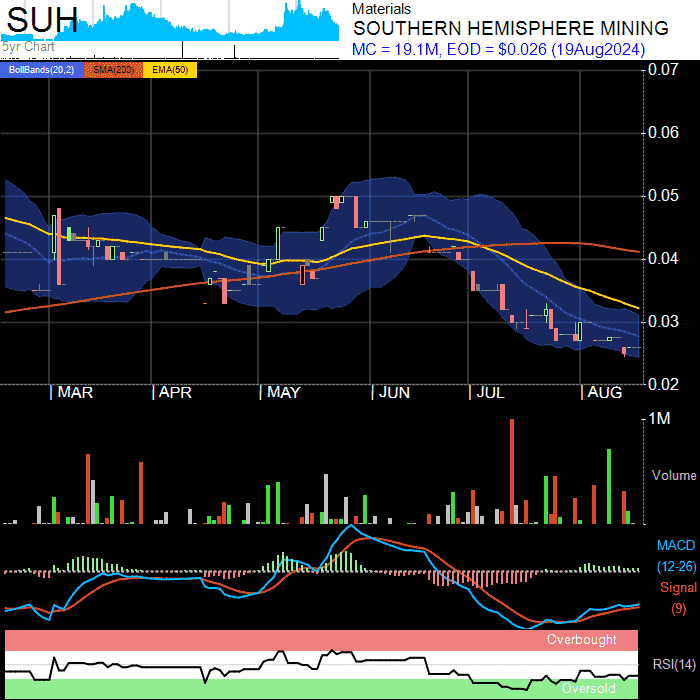 SUH
5yr Chart
Materials
SOUTHERN HEMISPHERE MINING
MC = 19.1M, EOD = $0.026 (19Aug2024)
BollBands(20,2) SMA(200) EMA(50)
0.07
0.06
0.05
0.04
0.03
0.02
MAR APR MAY JUN JUL AUG
1M
Volume
MACD
(12-26)
Signal
(9)
Overbought
RSI(14)
Oversold